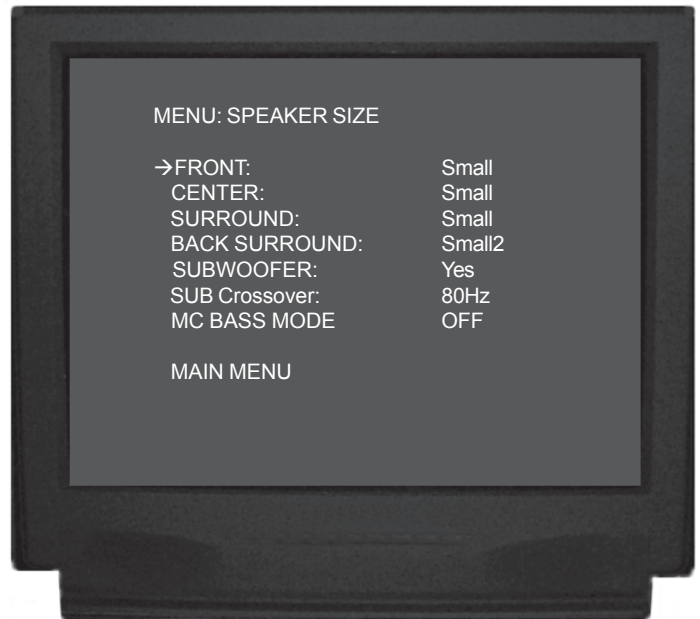 MENU: SPEAKER SIZE
→FRONT: Small
CENTER: Small
SURROUND: Small
BACK SURROUND: Small2
SUBWOOFER: Yes
SUB Crossover: 80Hz
MC BASS MODE OFF
MAIN MENU